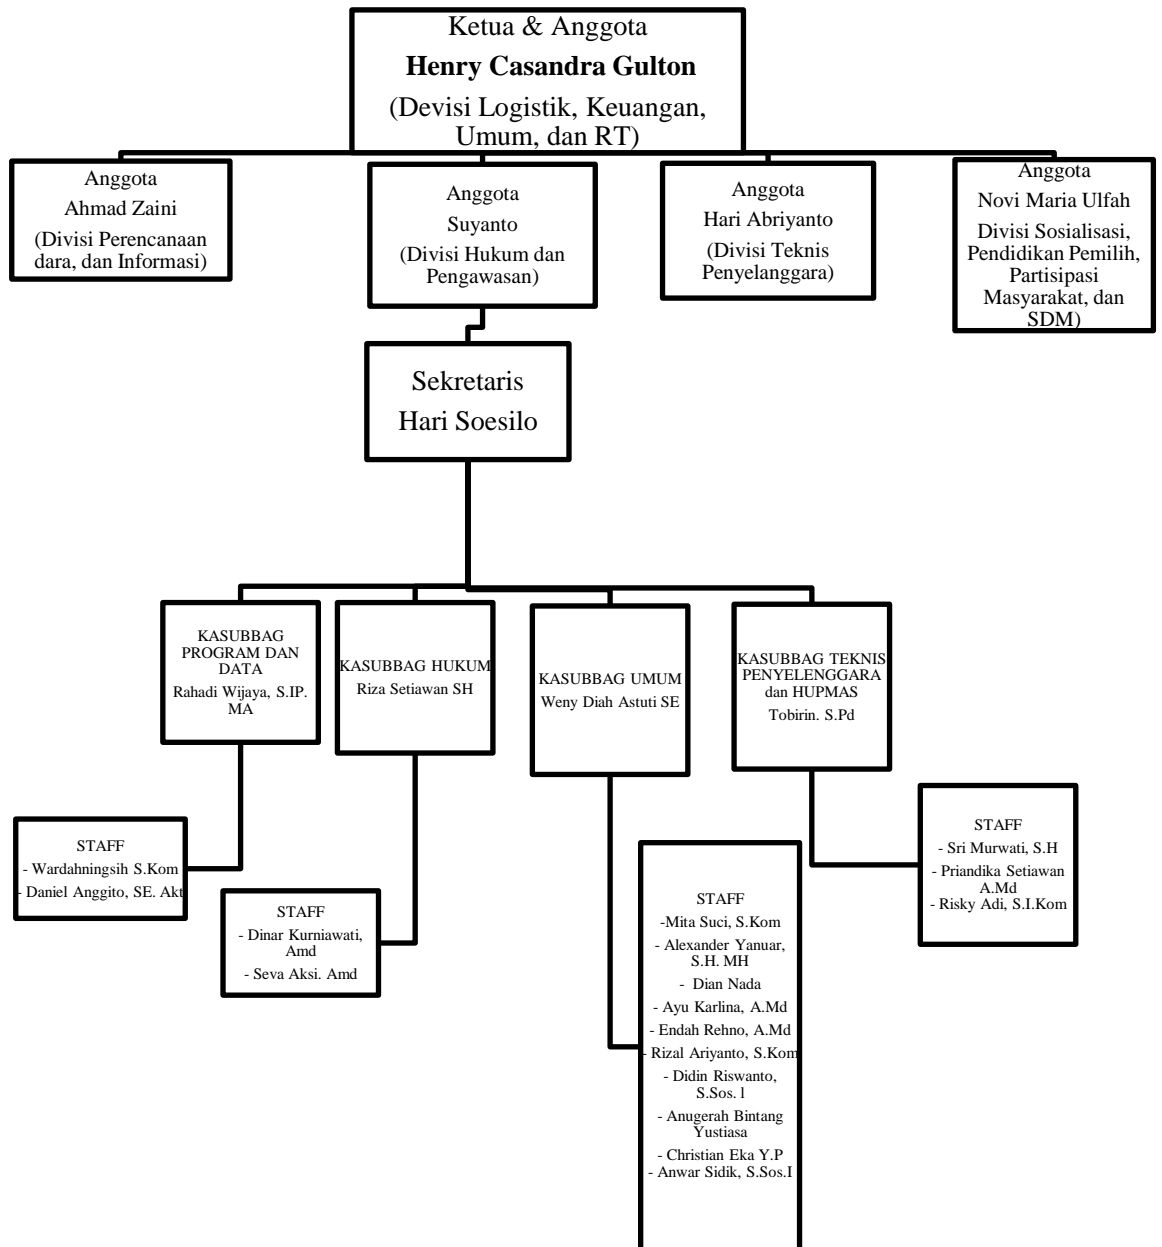 Ketua & Anggota
Henry Casandra Gulton
(Devisi Logistik, Keuangan,
Umum, dan RT)
Anggota
Ahmad Zaini
(Divisi Perencanaan
dara, dan Informasi)
Anggota
Suyanto
(Divisi Hukum dan
Pengawasan)
Anggota
Hari Abriyanto
(Divisi Teknis
Penyelanggara)
Anggota
Novi Maria Ulfah
Divisi Sosialisasi,
Pendidikan Pemilih,
Partisipasi
Masyarakat, dan
SDM)
Sekretaris
Hari Soesilo
KASUBBAG
PROGRAM DAN
DATA
Rahadi Wijaya, S.IP.
MA
KASUBBAG HUKUM
Riza Setiawan SH
KASUBBAG UMUM
Weny Diah Astuti SE
KASUBBAG TEKNIS
PENYELENGGARA
dan HUPMAS
Tobirin. S.Pd
STAFF
- Wardahningsih S.Kom
- Daniel Anggito, SE. Akt
STAFF
- Dinar Kurniawati,
Amd
- Seva Aksi. Amd
STAFF
-Mita Suci, S.Kom
- Alexander Yanuar,
S.H. MH
- Dian Nada
- Ayu Karlina, A.Md
- Endah Rehno, A.Md
- Rizal Ariyanto, S.Kom
- Didin Riswanto,
S.Sos. l
- Anugerah Bintang
Yustiasa
- Christian Eka Y.P
- Anwar Sidik, S.Sos.I
STAFF
- Sri Murwati, S.H
- Priandika Setiawan
A.Md
- Risky Adi, S.I.Kom